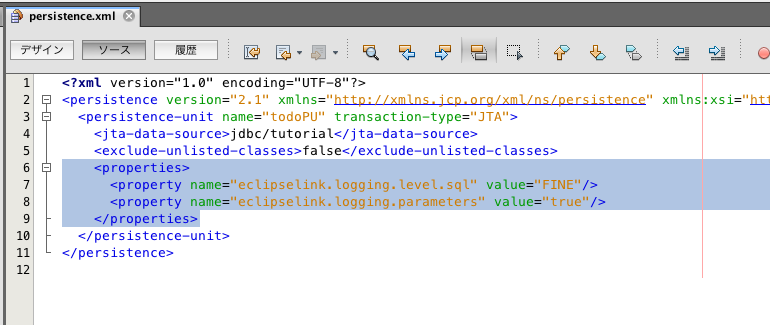 persistence.xml
デザイン ソース 履歴
1 <?xml version="1.0" encoding="UTF-8"?>
2 <persistence version="2.1" xmlns="http://xmlns.jcp.org/xml/ns/persistence" xmlns:xsi="htt
3 <persistence-unit name="todoPU" transaction-type="JTA">
4 <jta-data-source>jdbc/tutorial</jta-data-source>
5 <exclude-unlisted-classes>false</exclude-unlisted-classes>
6 <properties>
7 <property name="eclipselink.logging.level.sql" value="FINE"/>
8 <property name="eclipselink.logging.parameters" value="true"/>
9 </properties>
10 </persistence-unit>
11 </persistence>
12